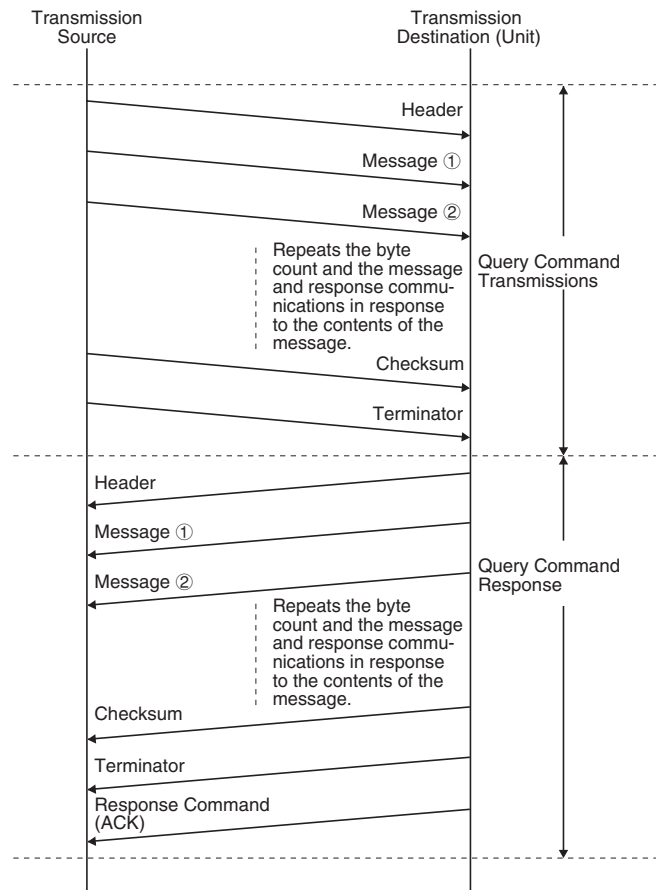 Transmission
Source
Transmission
Destination (Unit)
Header
Message ①
Message ②
Repeats the byte
count and the message
and response commu-
nications in response
to the contents of the
message.
Query Command
Transmissions
Checksum
Terminator
Header
Message ①
Message ②
Query Command
Response
Repeats the byte
count and the message
and response commu-
nications in response
to the contents of the
message.
Checksum
Terminator
Response Command
(ACK)